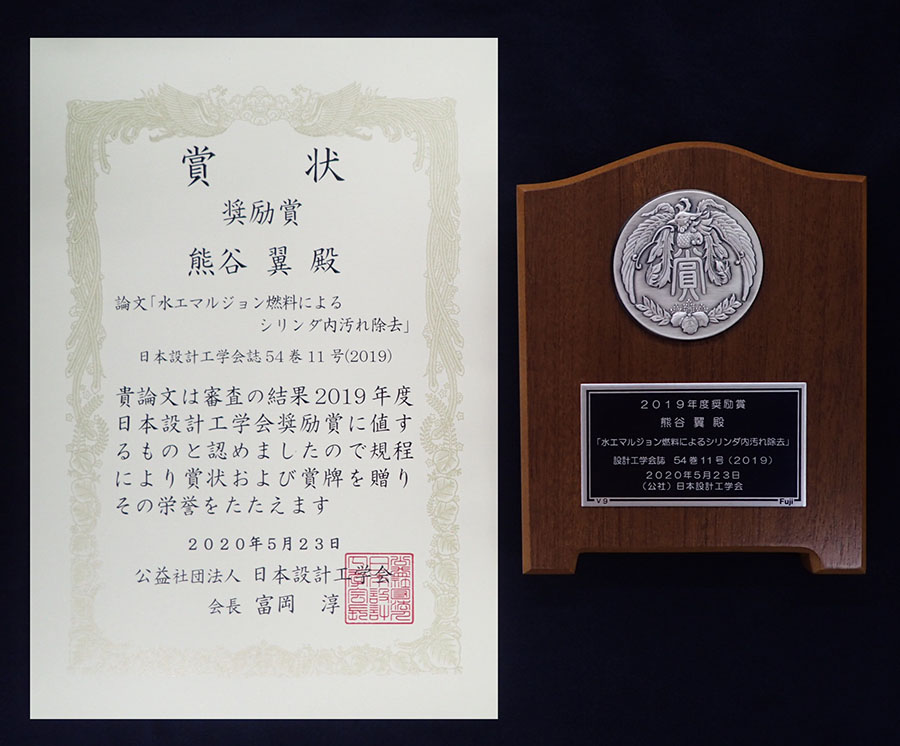 賞 状
奨励賞
熊谷 翼 殿
論文「水エマルジョン燃料による
シリンダ内汚れ除去」
日本設計工学会誌 54 巻 11 号(2019)
貴論文は審査の結果 2019 年度
日本設計工学会奨励賞に値す
るものと認めましたので規程
により賞状および賞牌を贈り
その栄誉をたたえます
2020年5月23日
公益社団法人 日本設計工学会
会長 富岡 淳
賞
2019年度奨励賞
熊谷 翼 殿
「水エマルジョン燃料によるシリンダ内汚れ除去」
設計工学会誌 54巻11号(2019)
2020年5月23日
(公社)日本設計工学会
V9 Fuji